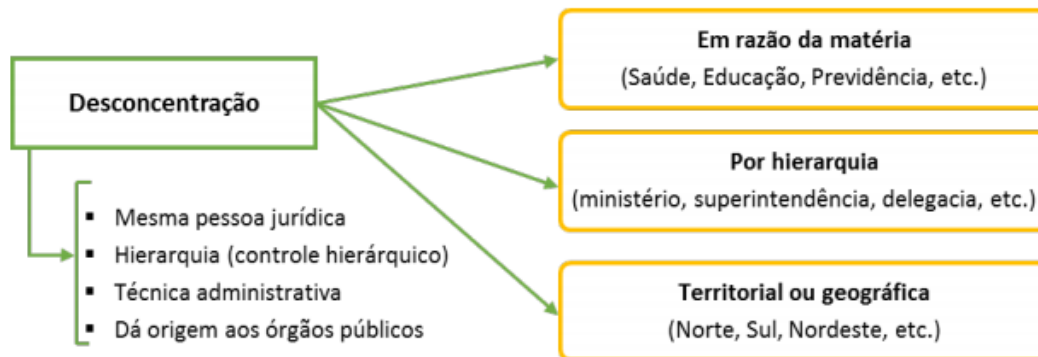 Desconcentração
▪ Mesma pessoa jurídica
▪ Hierarquia (controle hierárquico)
▪ Técnica administrativa
▪ Dá origem aos órgãos públicos
Em razão da matéria
(Saúde, Educação, Previdência, etc.)
Por hierarquia
(ministério, superintendência, delegacia, etc.)
Territorial ou geográfica
(Norte, Sul, Nordeste, etc.)